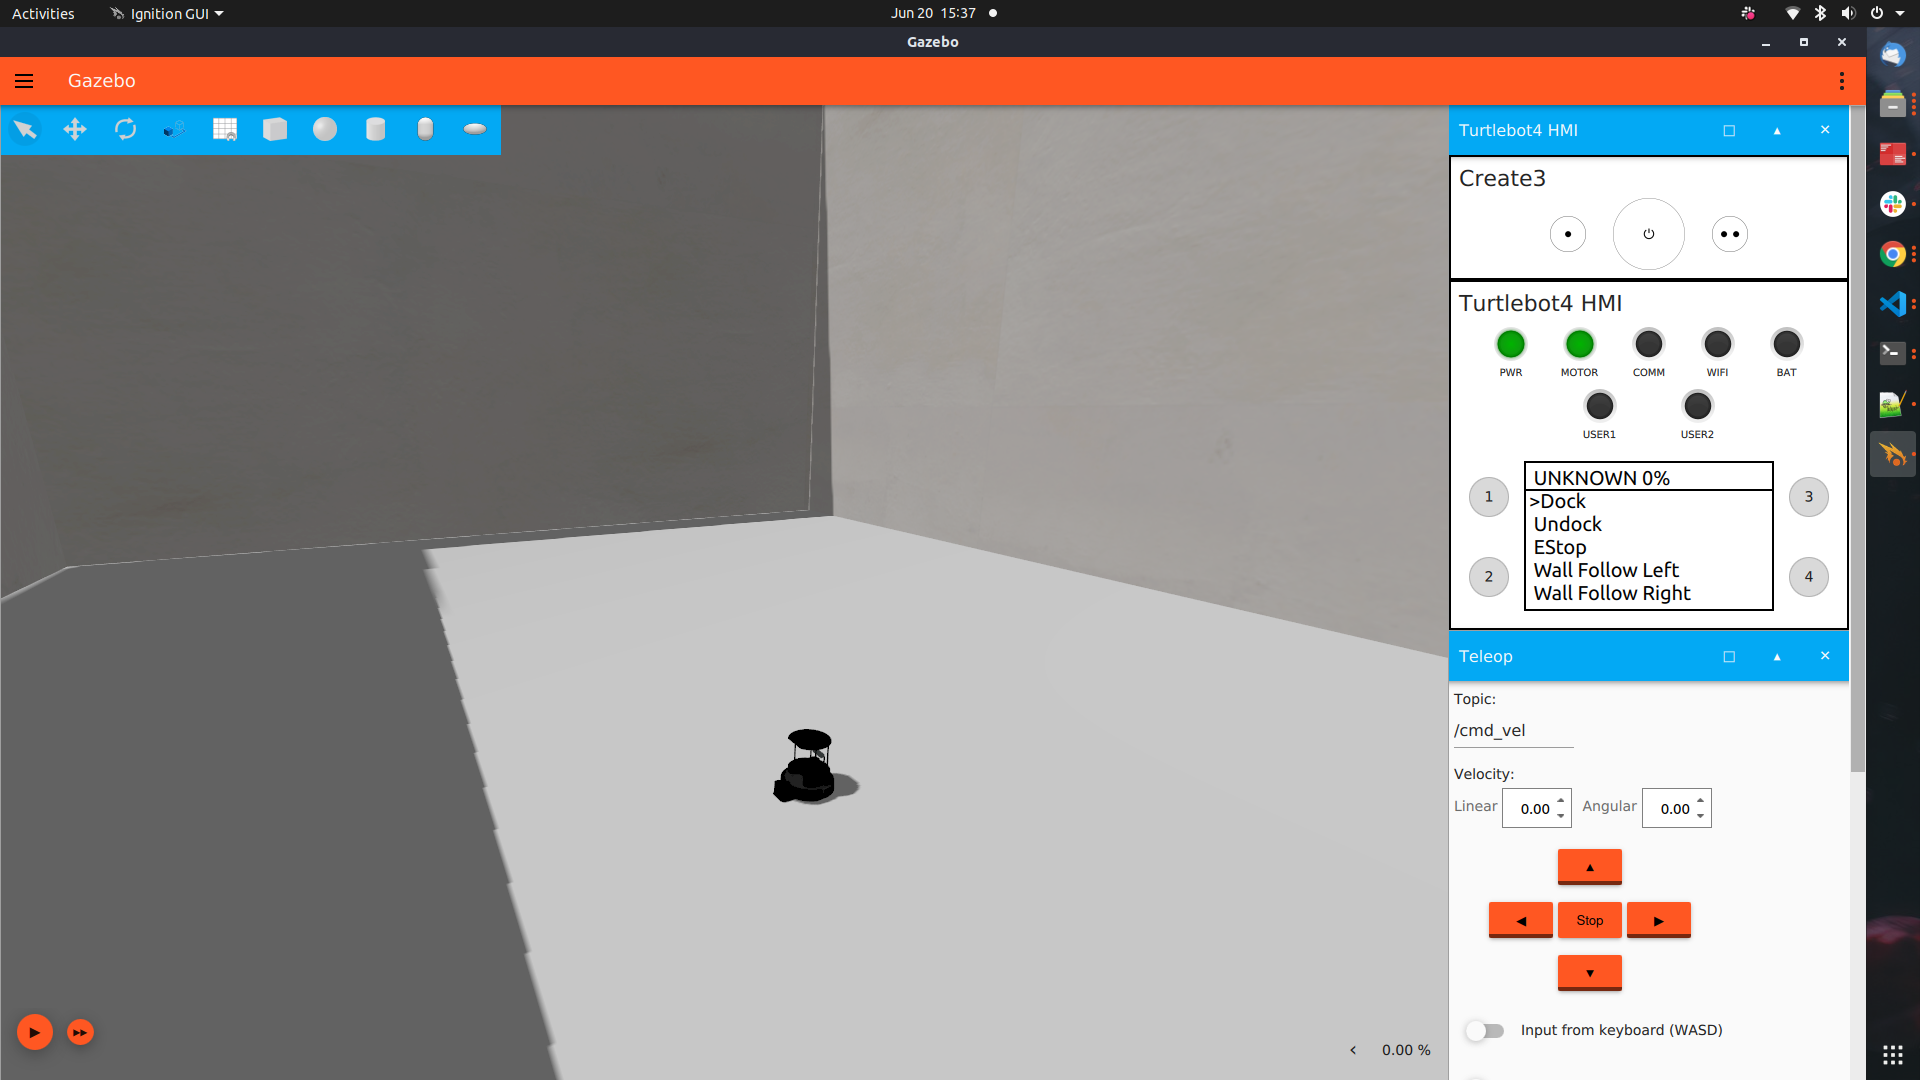 Activities
Ignition GUI
Jun 20 15:37
Gazebo
Gazebo
Turtlebot4 HMI
Create3
Turtlebot4 HMI
PWR MOTOR COMM WIFI BAT
USER1 USER2
UNKNOWN 0%
>Dock
Undock
EStop
Wall Follow Left
Wall Follow Right
1
2
3
4
Teleop
Topic:
/cmd_vel
Velocity:
Linear 0.00 Angular 0.00
Stop
Input from keyboard (WASD)
< 0.00 %